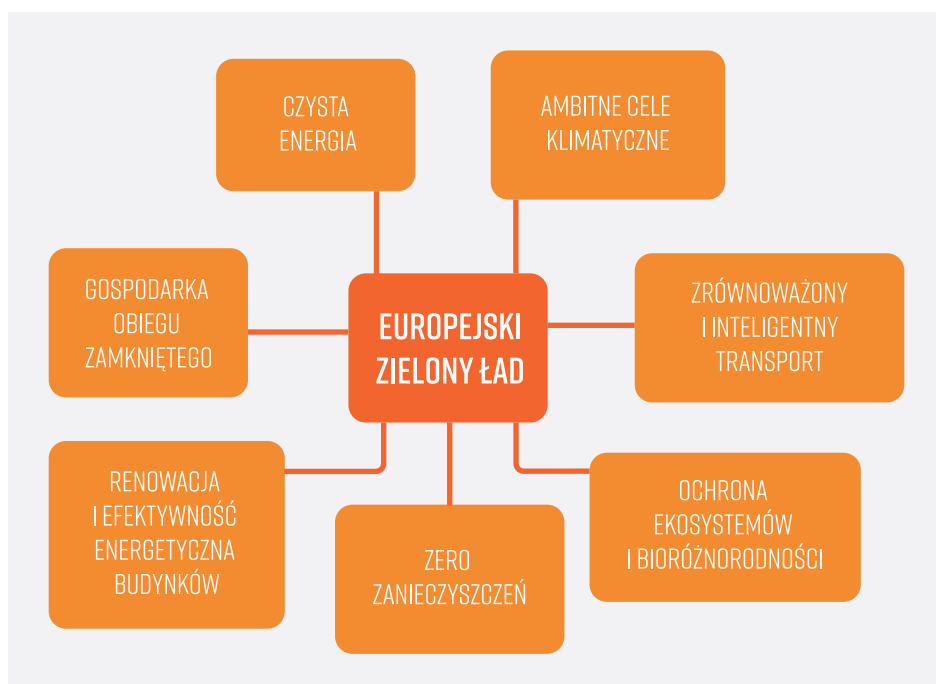 CZYSTA
ENERGIA
AMBITNE CELE
KLIMATYCZNE
GOSPODARKA
OBIEGU
ZAMKNIĘTEGO
EUROPEJSKI
ZIELONY ŁAD
ZRÓWNOWAŻONY
I INTELIGENTNY
TRANSPORT
RENOWACJA
I EFEKTYWNOŚĆ
ENERGETYCZNA
BUDYNKÓW
ZERO
ZANIECZYSZCZEŃ
OCHRONA
EKOSYSTEMÓW
I BIORÓŻNORODNOŚCI